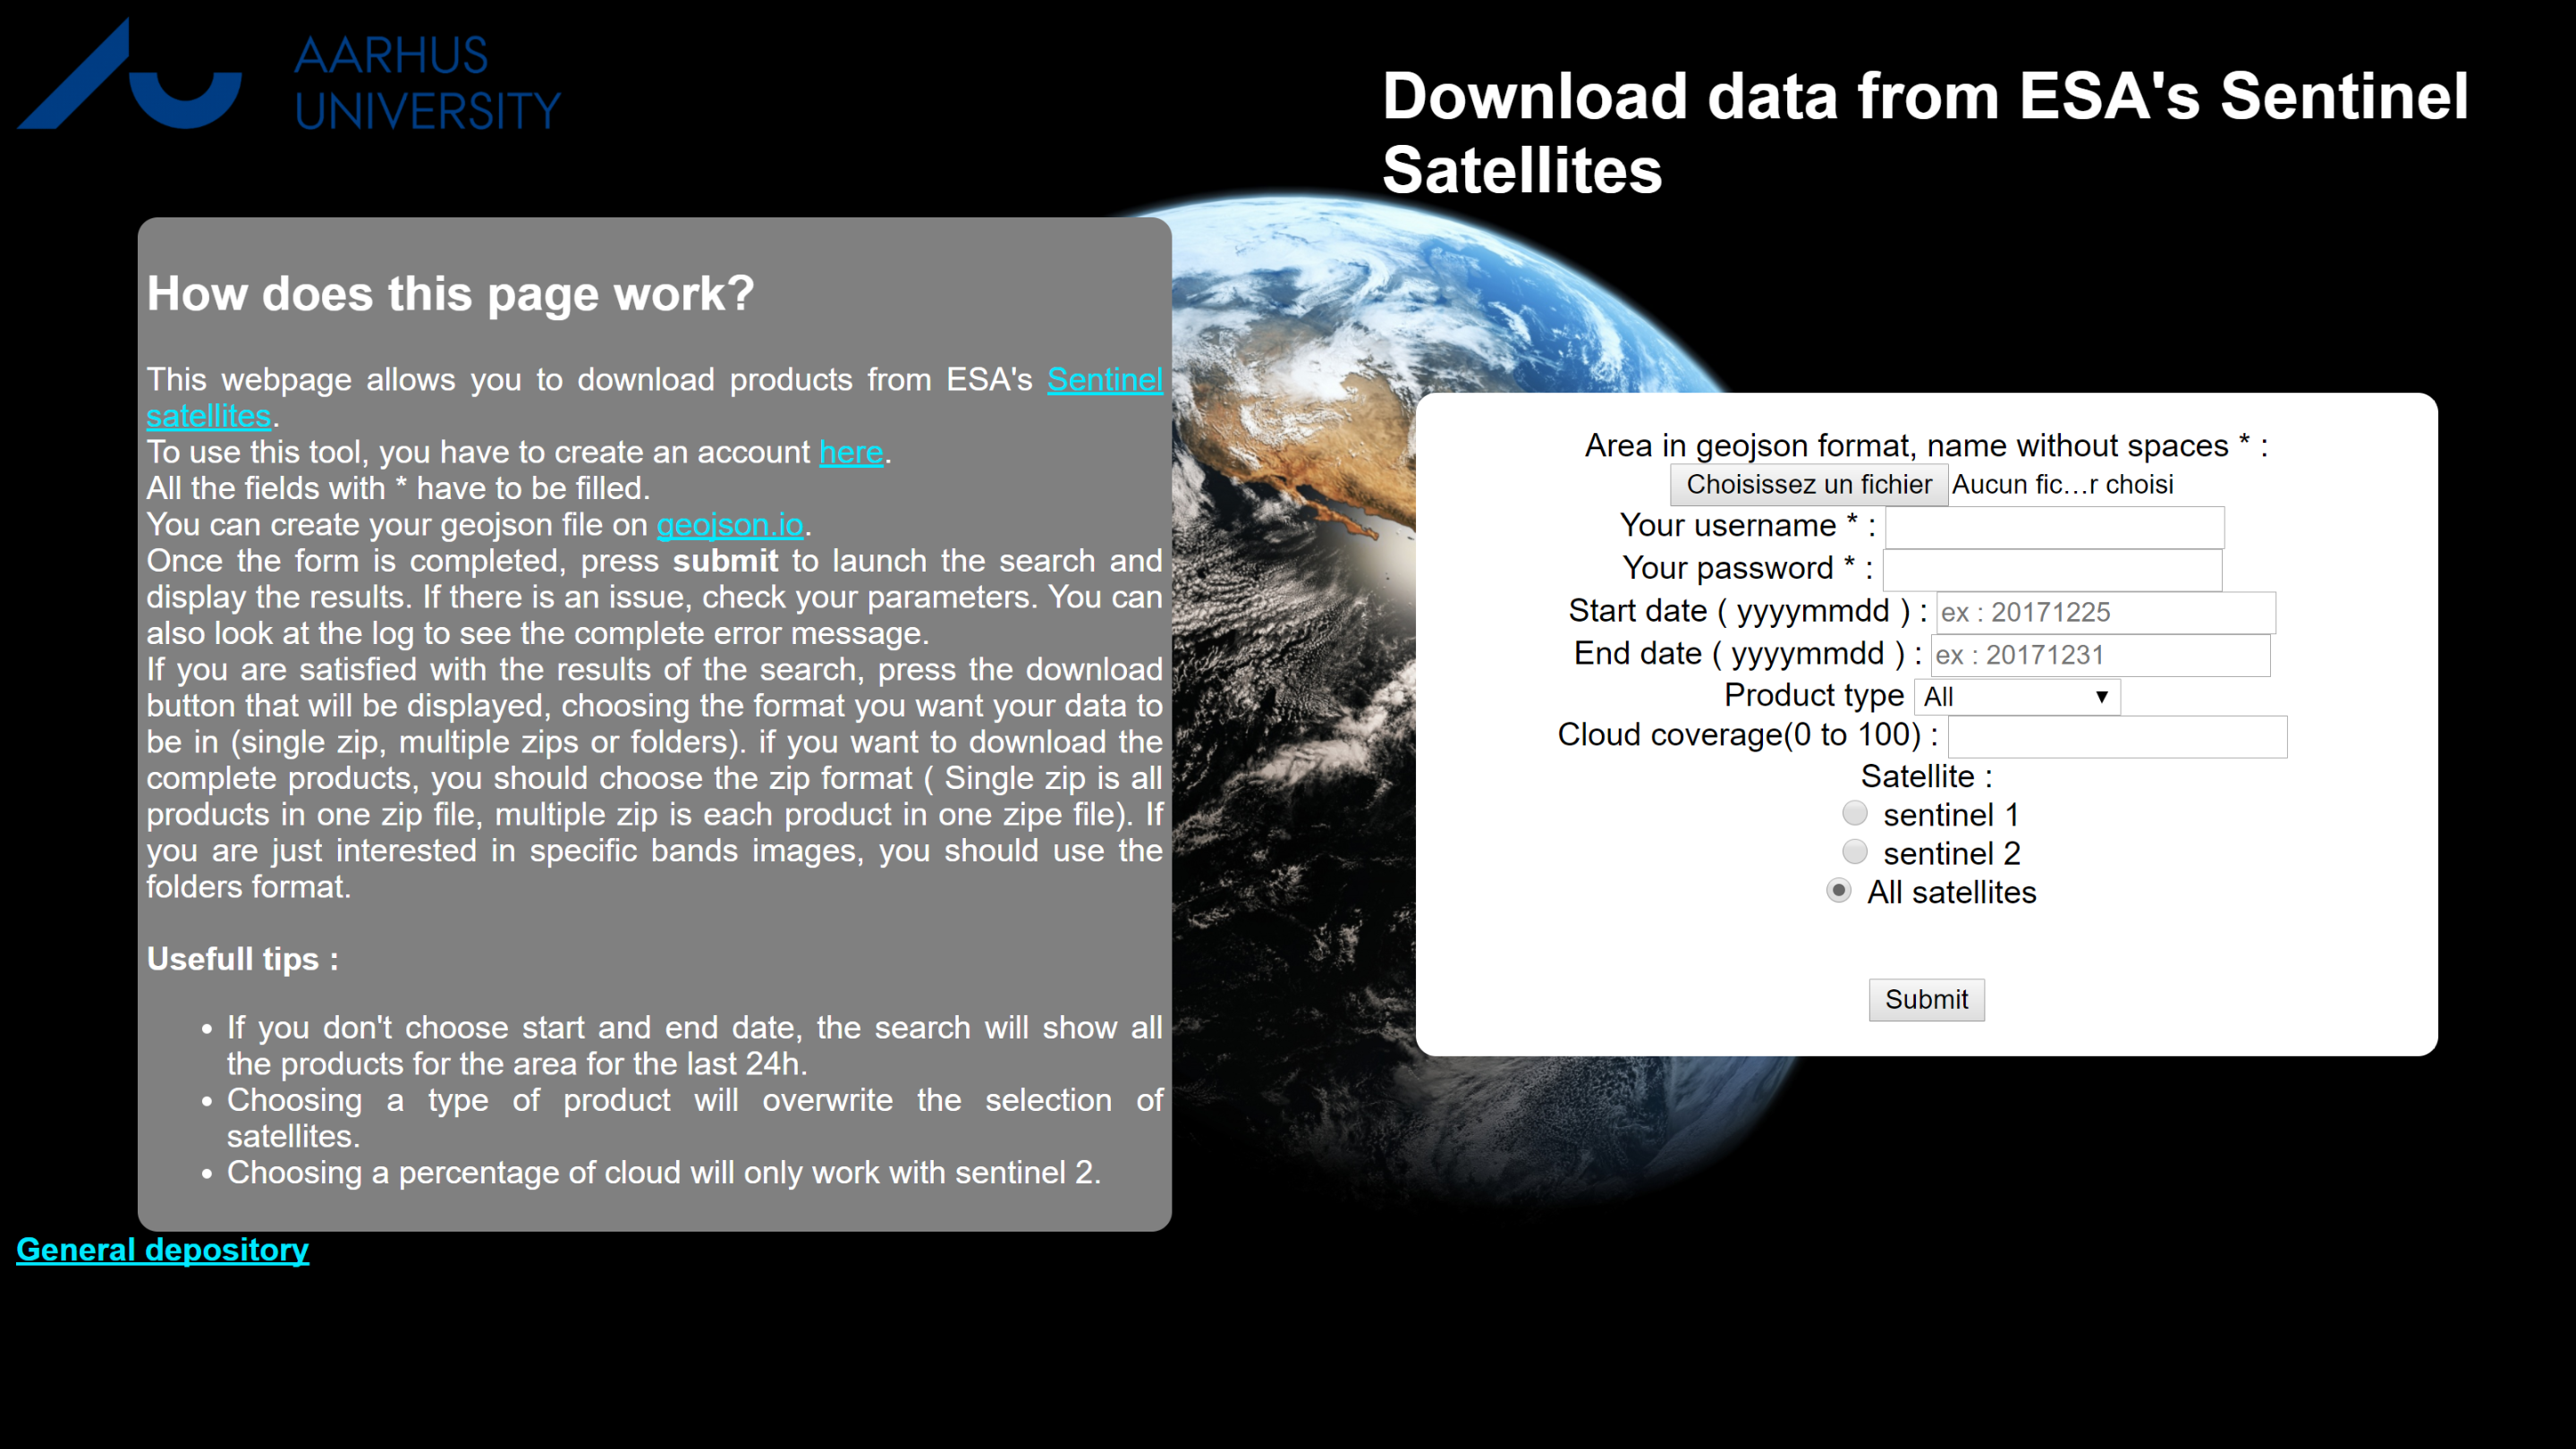 AARHUS
UNIVERSITY
Download data from ESA's Sentinel
Satellites
How does this page work?
This webpage allows you to download products from ESA's Sentinel
satellites.
To use this tool, you have to create an account here.
All the fields with * have to be filled.
You can create your geojson file on geojson.io.
Once the form is completed, press submit to launch the search and
display the results. If there is an issue, check your parameters. You can
also look at the log to see the complete error message.
If you are satisfied with the results of the search, press the download
button that will be displayed, choosing the format you want your data to
be in (single zip, multiple zips or folders). if you want to download the
complete products, you should choose the zip format ( Single zip is all
products in one zip file, multiple zip is each product in one zipe file). If
you are just interested in specific bands images, you should use the
folders format.
Usefull tips :
• If you don't choose start and end date, the search will show all
the products for the area for the last 24h.
• Choosing a type of product will overwrite the selection of
satellites.
• Choosing a percentage of cloud will only work with sentinel 2.
General depository
Area in geojson format, name without spaces * :
Choisissez un fichier Aucun fic…r choisi
Your username * :
Your password * :
Start date ( yyyymmdd ) : ex : 20171225
End date ( yyyymmdd ) : ex : 20171231
Product type All
Cloud coverage(0 to 100) :
Satellite :
sentinel 1
sentinel 2
All satellites
Submit